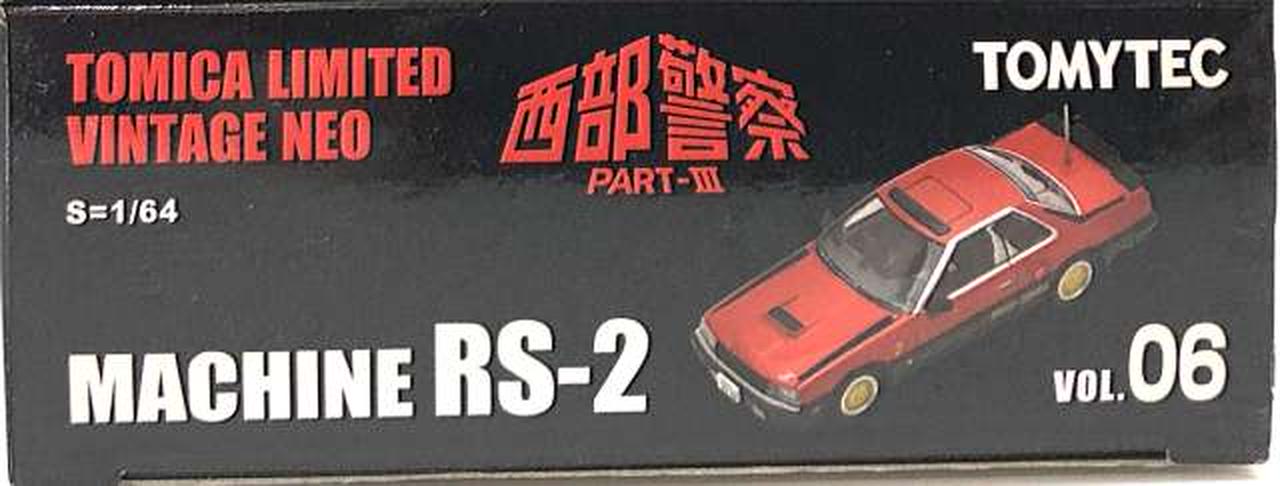 TOMICA LIMITED
VINTAGE NEO
S=1/64
西部警察
PART-III
TOMYTEC
MACHINE RS-2
VOL.06